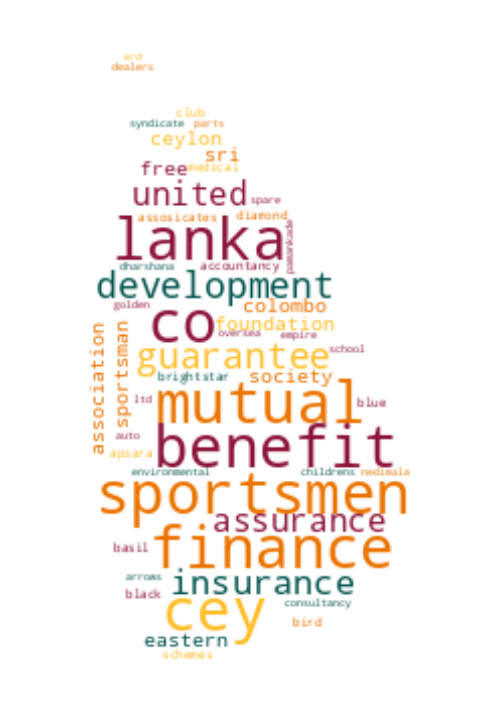 erd
dealers
club
syndicate parts
ceylon
sri
free medical
united spare
assosicates diamond
lanka
pamankade
dharshana accountancy
development
golden colombo
co foundation
oversea empire
guarantee school
association
sportsman
brightstar society
ltd mutual blue
auto benefit
apsara
environmental childrens nedimala
sportsmen
assurance
basil finance
arrows insurance
black cey consultancy
bird
eastern
schemes